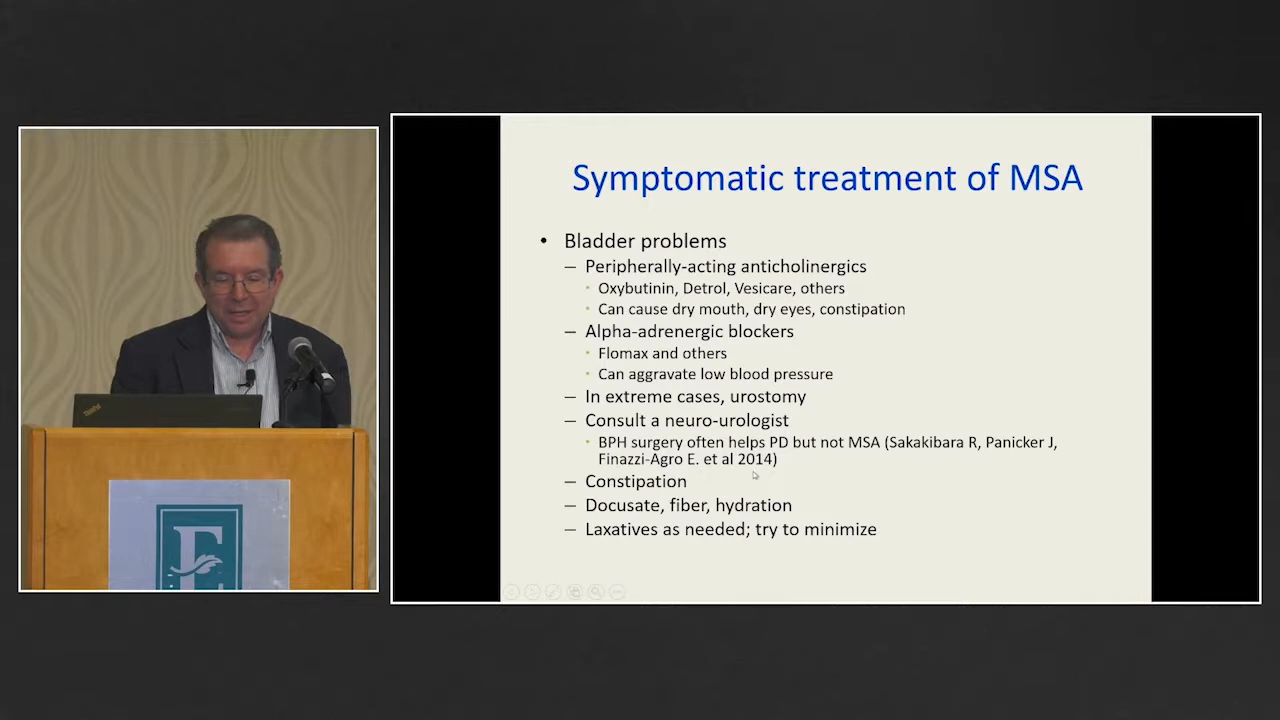 Symptomatic treatment of MSA
• Bladder problems
– Peripherally-acting anticholinergics
• Oxybutinin, Detrol, Vesicare, others
• Can cause dry mouth, dry eyes, constipation
– Alpha-adrenergic blockers
• Flomax and others
• Can aggravate low blood pressure
– In extreme cases, urostomy
– Consult a neuro-urologist
• BPH surgery often helps PD but not MSA (Sakakibara R, Panicker J,
Finazzi-Agro E. et al 2014)
– Constipation
– Docusate, fiber, hydration
– Laxatives as needed; try to minimize
ThinkPad
E